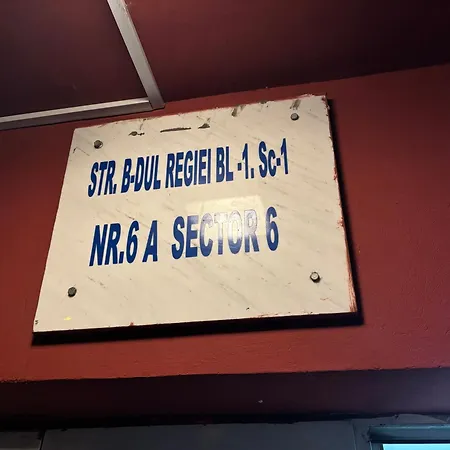 STR. B-DUL REGIEI BL -1. Sc-1
NR.6 A SECTOR 6